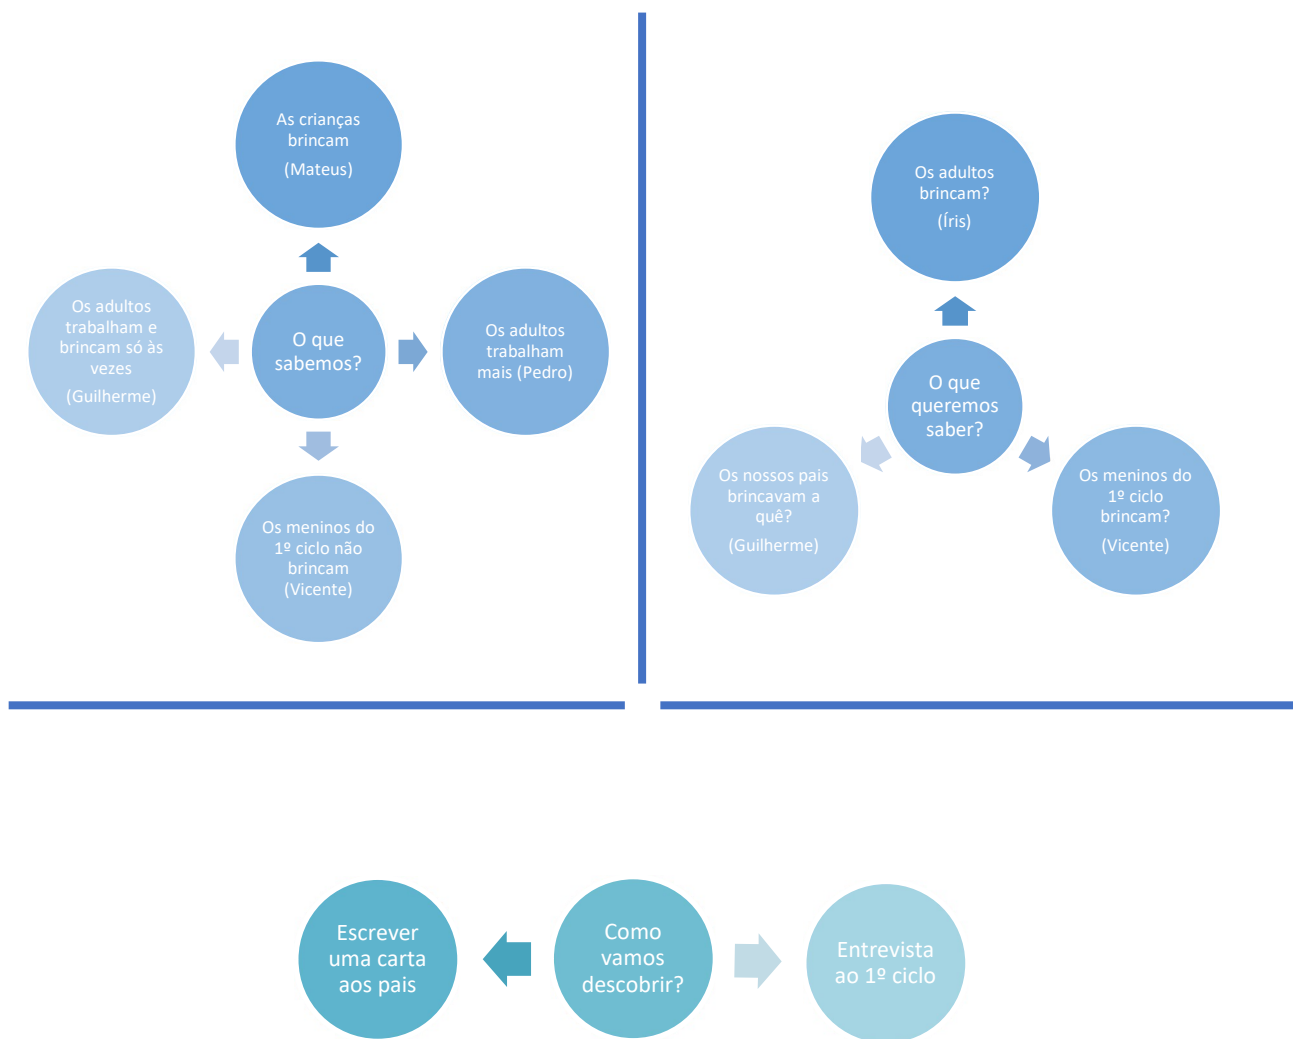 As crianças
brincam
(Mateus)
Os adultos
trabalham e
brincam só às
vezes
(Guilherme)
O que
sabemos?
Os adultos
trabalham
mais (Pedro)
Os meninos do
1º ciclo não
brincam
(Vicente)
Os adultos
brincam?
(Íris)
O que
queremos
saber?
Os nossos pais
brincavam a
quê?
(Guilherme)
Os meninos do
1º ciclo
brincam?
(Vicente)
Escrever
uma carta
aos pais
Como
vamos
descobrir?
Entrevista
ao 1º ciclo